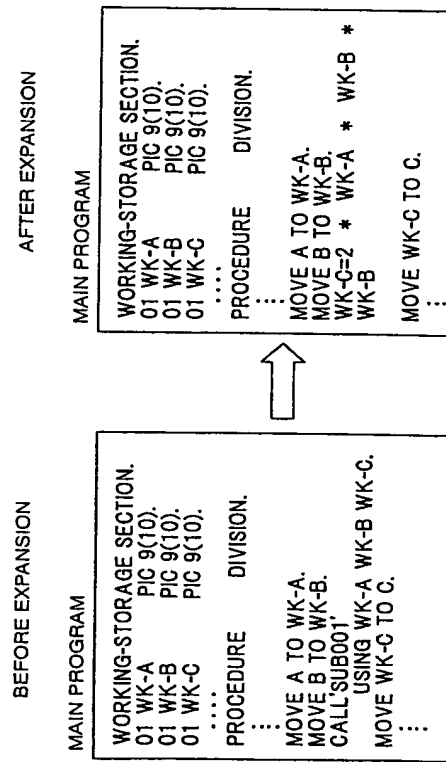 BEFORE EXPANSION
MAIN PROGRAM
WORKING-STORAGE SECTION.
01 WK-A PIC 9(10).
01 WK-B PIC 9(10).
01 WK-C PIC 9(10).
....
PROCEDURE DIVISION.
....
MOVE A TO WK-A.
MOVE B TO WK-B.
CALL'SUB001'
USING WK-A WK-B WK-C.
MOVE WK-C TO C.
....
AFTER EXPANSION
MAIN PROGRAM
WORKING-STORAGE SECTION.
01 WK-A PIC 9(10).
01 WK-B PIC 9(10).
01 WK-C PIC 9(10).
....
PROCEDURE DIVISION.
....
MOVE A TO WK-A.
MOVE B TO WK-B.
WK-C=2 * WK-A * WK-B *
WK-B
MOVE WK-C TO C.
....